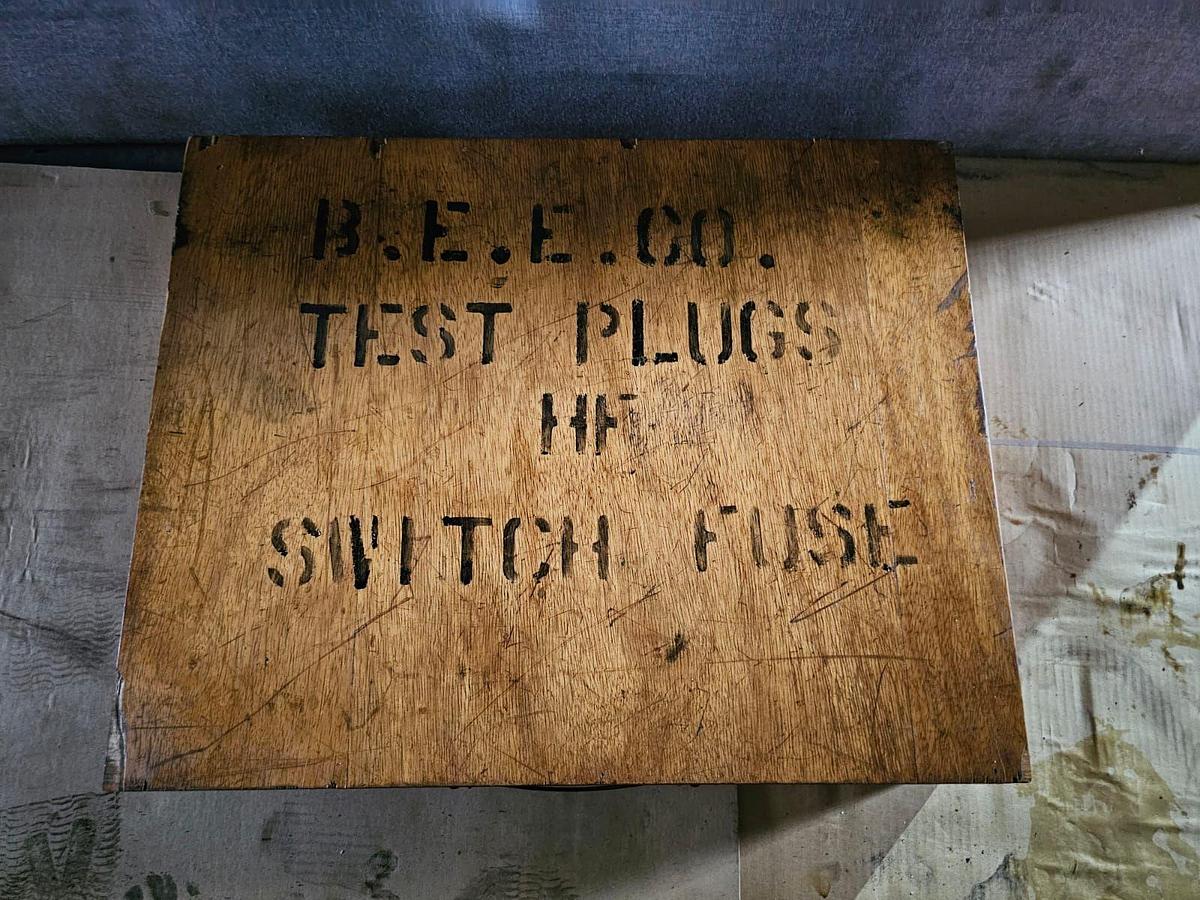 B.E.E.CO.
TEST PLUGS
HF
SWITCH FUSE